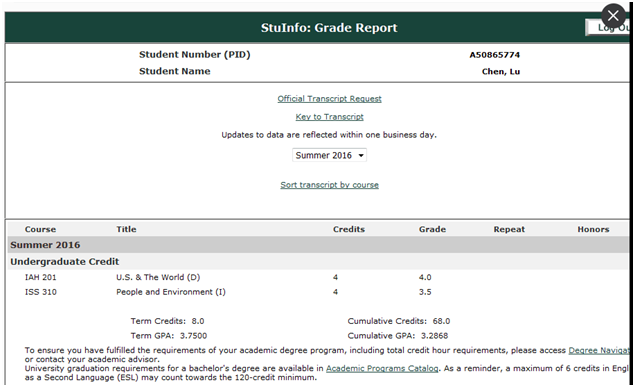 StuInfo: Grade Report
Student Number (PID) A50865774
Student Name Chen, Lu
Official Transcript Request
Key to Transcript
Updates to data are reflected within one business day.
Summer 2016
Sort transcript by course
Course Title Credits Grade Repeat Honors
Summer 2016
Undergraduate Credit
IAH 201 U.S. & The World (D) 4 4.0
ISS 310 People and Environment (I) 4 3.5
Term Credits: 8.0 Cumulative Credits: 68.0
Term GPA: 3.7500 Cumulative GPA: 3.2868
To ensure you have fulfilled the requirements of your academic degree program, including total credit hour requirements, please access Degree Navigat
or contact your academic advisor.
University graduation requirements for a bachelor's degree are available in Academic Programs Catalog. As a reminder, a maximum of 6 credits in Engl
as a Second Language (ESL) may count towards the 120-credit minimum.